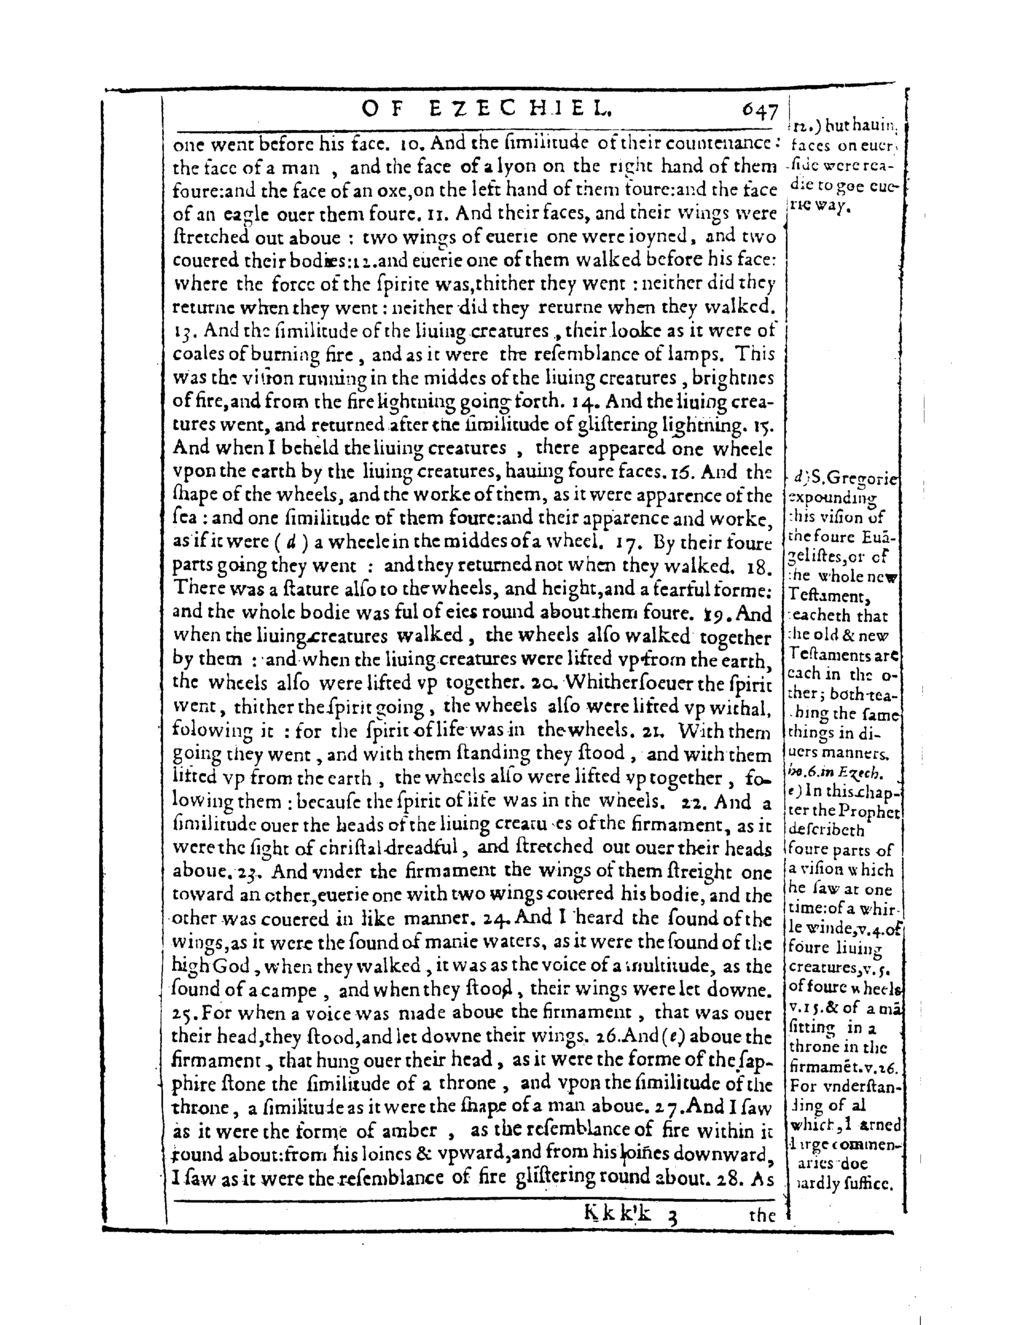 OF EZECHIEL. 647
one went before his face. 10. And the ſimilitude of their countenance:
the face of a man , and the face of a lyon on the right hand of them
foure:and the face of an oxe,on the left hand of them foure:and the face
of an eagle ouer them foure. 11. And their faces, and their wings were
ſtretched out aboue : two wings of euerie one were ioyned, and two
couered their bodies:12.and euerie one of them walked before his face:
where the force of the ſpirite was,thither they went : neither did they
returne when they went : neither did they returne when they walked.
13. And the ſimilitude of the liuing creatures , their looke as it were of
coales of burning fire , and as it were the reſemblance of lamps. This
was the viſion running in the middes of the liuing creatures , brightnes
of fire,and from the fire lightning going forth. 14. And the liuing crea-
tures went, and returned after the ſimilitude of gliſtering lightning. 15.
And when I beheld the liuing creatures , there appeared one wheele
vpon the earth by the liuing creatures, hauing foure faces. 16. And the
ſhape of the wheels, and the worke of them, as it were apparence of the
ſea : and one ſimilitude of them foure:and their apparence and worke,
as if it were ( d ) a wheele in the middes of a wheel. 17. By their foure
parts going they went : and they returned not when they walked. 18.
There was a ſtature alſo to the wheels, and height,and a fearful forme:
and the whole bodie was ful of eies round about them foure. 19. And
when the liuing creatures walked , the wheels alſo walked together
by them : and when the liuing creatures were lifted vp from the earth,
the wheels alſo were lifted vp together. 20. Whitherſoeuer the ſpirit
went, thither the ſpirit going , the wheels alſo were lifted vp withal,
folowing it : for the ſpirit of life was in the wheels. 21. With them
going they went , and with them ſtanding they ſtood , and with them
lifted vp from the earth , the wheels alſo were lifted vp together , fo-
lowing them : becauſe the ſpirit of life was in the wheels. 22. And a
ſimilitude ouer the heads of the liuing creatu es of the firmament, as it
were the ſight of chriſtal dreadful , and ſtretched out ouer their heads
aboue. 23. And vnder the firmament the wings of them ſtreight one
toward an other,euerie one with two wings couered his bodie, and the
other was couered in like manner. 24. And I heard the ſound of the
wings,as it were the ſound of manie waters, as it were the ſound of the
high God , when they walked , it was as the voice of a multitude, as the
ſound of a campe , and when they ſtood , their wings were let downe.
25. For when a voice was made aboue the firmament , that was ouer
their head,they ſtood,and let downe their wings. 26. And (e) aboue the
firmament , that hung ouer their head , as it were the forme of the ſap-
phire ſtone the ſimilitude of a throne , and vpon the ſimilitude of the
throne , a ſimilitude as it were the ſhape of a man aboue. 27. And I ſaw
as it were the forme of amber , as the reſemblance of fire within it
round about:from his loines & vpward,and from his loines downward,
I ſaw as it were the reſemblance of fire gliſtering round about. 28. As
Kkkk 3 the
12.) but hauin.
faces on euer
ſide were rea-
die to goe eue-
rie way.
d) S. Gregorie
expounding
this viſion of
the foure Euā-
geliſtes,or of
the whole new
Teſtament,
teacheth that
the old & new
Teſtaments are
each in the o-
ther; both tea-
ching the ſame
things in di-
uers manners.
ho.6.in Ezech.
e) In this chap-
ter the Prophet
deſcribeth
foure parts of
a viſion which
he ſaw at one
time:of a whir-
le winde,v.4.of
foure liuing
creatures,v.5.
of foure wheels
v.15.& of a mā
ſitting in a
throne in the
firmamēt.v.26.
For vnderſtan-
ding of al
which, l arned
large commen-
aries doe
hardly ſuffice.